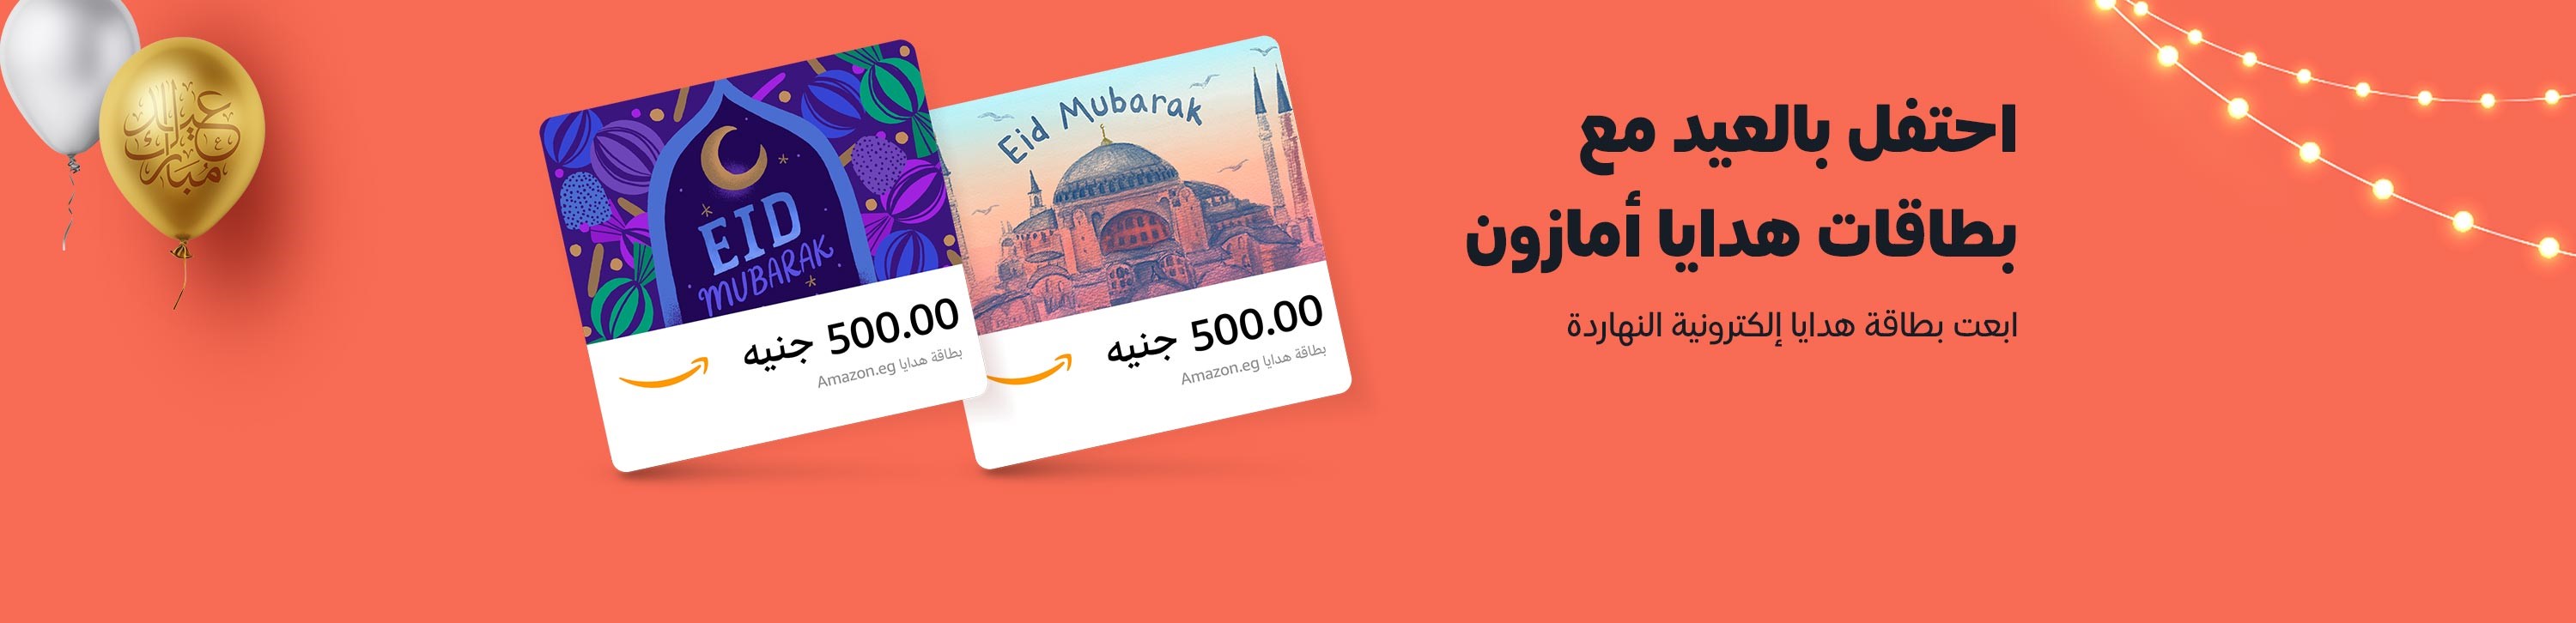 احتفل بالعيد مع
بطاقات هدايا أمازون
ابعت بطاقة هدايا إلكترونية النهاردة
Eid Mubarak
500.00 جنيه
بطاقة هدايا Amazon.eg
EID
MUBARAK
500.00 جنيه
بطاقة هدايا Amazon.eg
عيد
مبارك